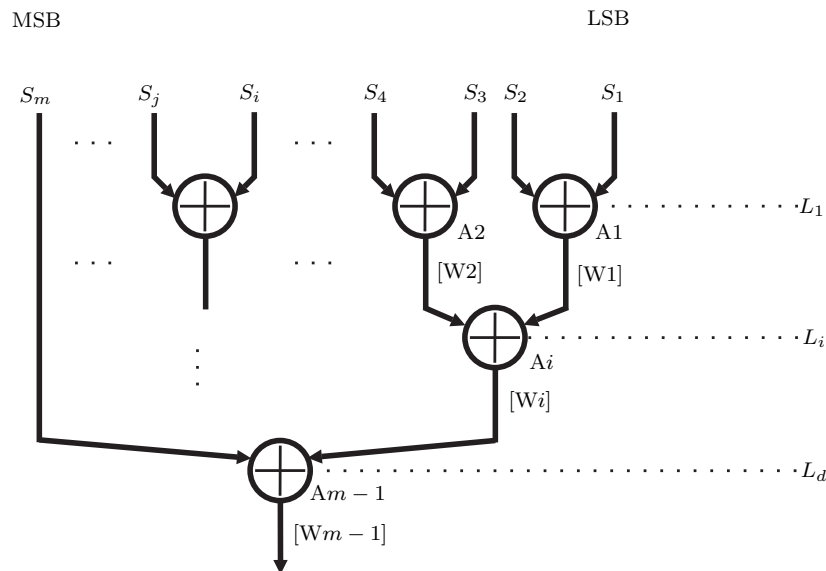 MSB LSB
S_m S_j S_i S_4 S_3 S_2 S_1
. . . . . .
A2 A1 L_1
. . . . . . [W2] [W1]
Ai L_i
[Wi]
Am − 1 L_d
[Wm − 1]